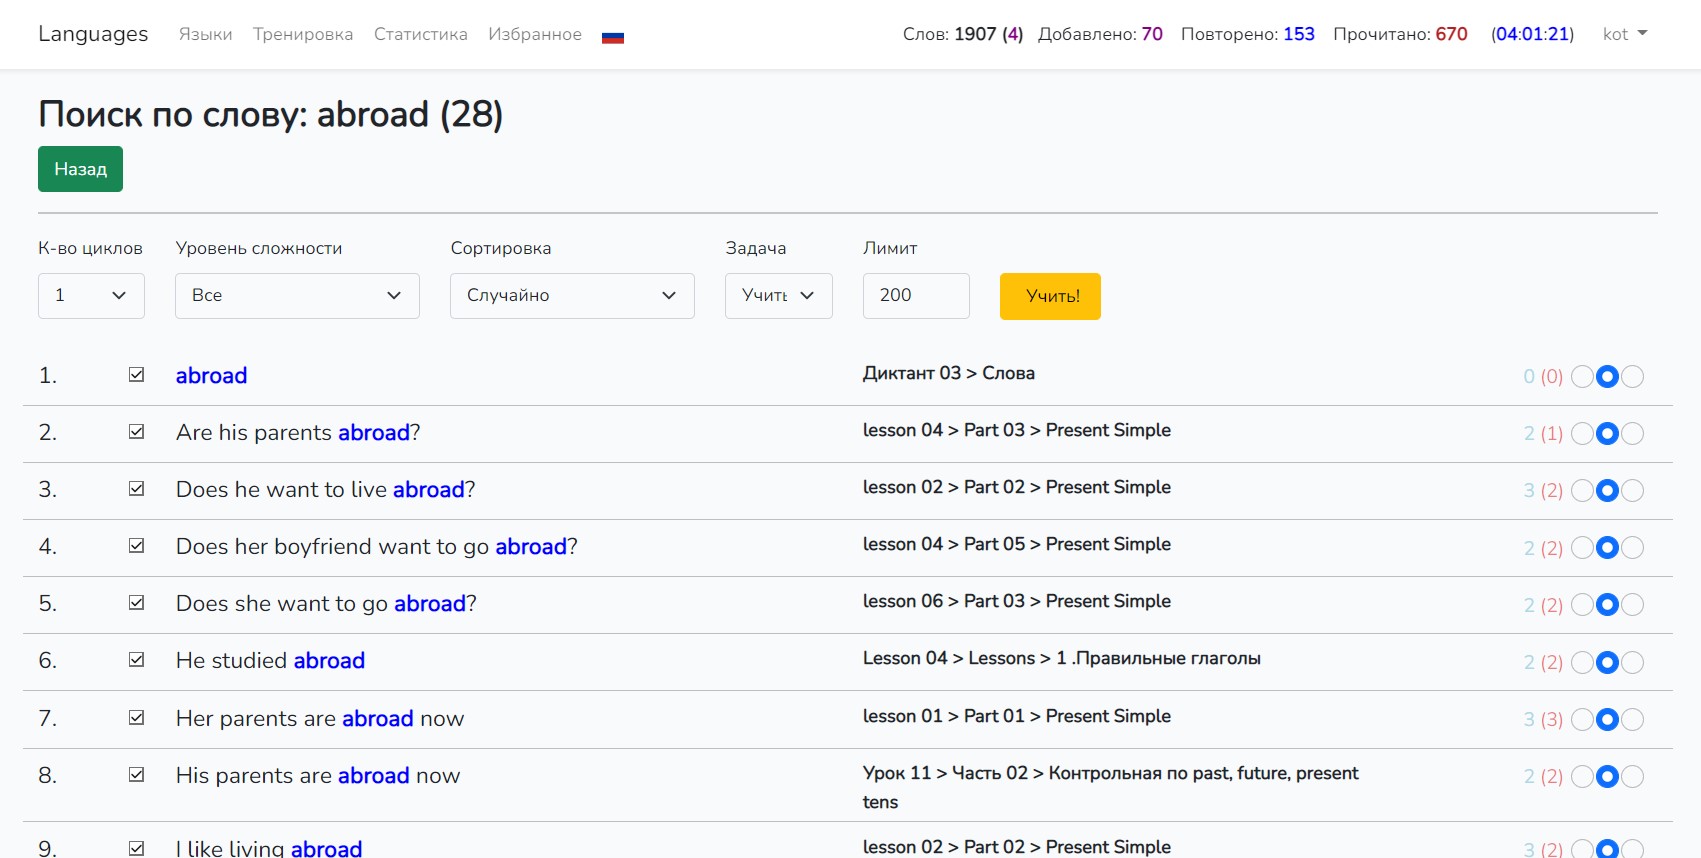 Languages Языки Тренировка Статистика Избранное Слов: 1907 (4) Добавлено: 70 Повторено: 153 Прочитано: 670 (04:01:21) kot
Поиск по слову: abroad (28)
Назад
К-во циклов Уровень сложности Сортировка Задача Лимит
1 Все Случайно Учить 200 Учить!
1. abroad Диктант 03 > Слова 0 (0)
2. Are his parents abroad? lesson 04 > Part 03 > Present Simple 2 (1)
3. Does he want to live abroad? lesson 02 > Part 02 > Present Simple 3 (2)
4. Does her boyfriend want to go abroad? lesson 04 > Part 05 > Present Simple 2 (2)
5. Does she want to go abroad? lesson 06 > Part 03 > Present Simple 2 (2)
6. He studied abroad Lesson 04 > Lessons > 1 .Правильные глаголы 2 (2)
7. Her parents are abroad now lesson 01 > Part 01 > Present Simple 3 (3)
8. His parents are abroad now Урок 11 > Часть 02 > Контрольная по past, future, present 2 (2)
tens
9. I like living abroad lesson 02 > Part 02 > Present Simple 3 (2)